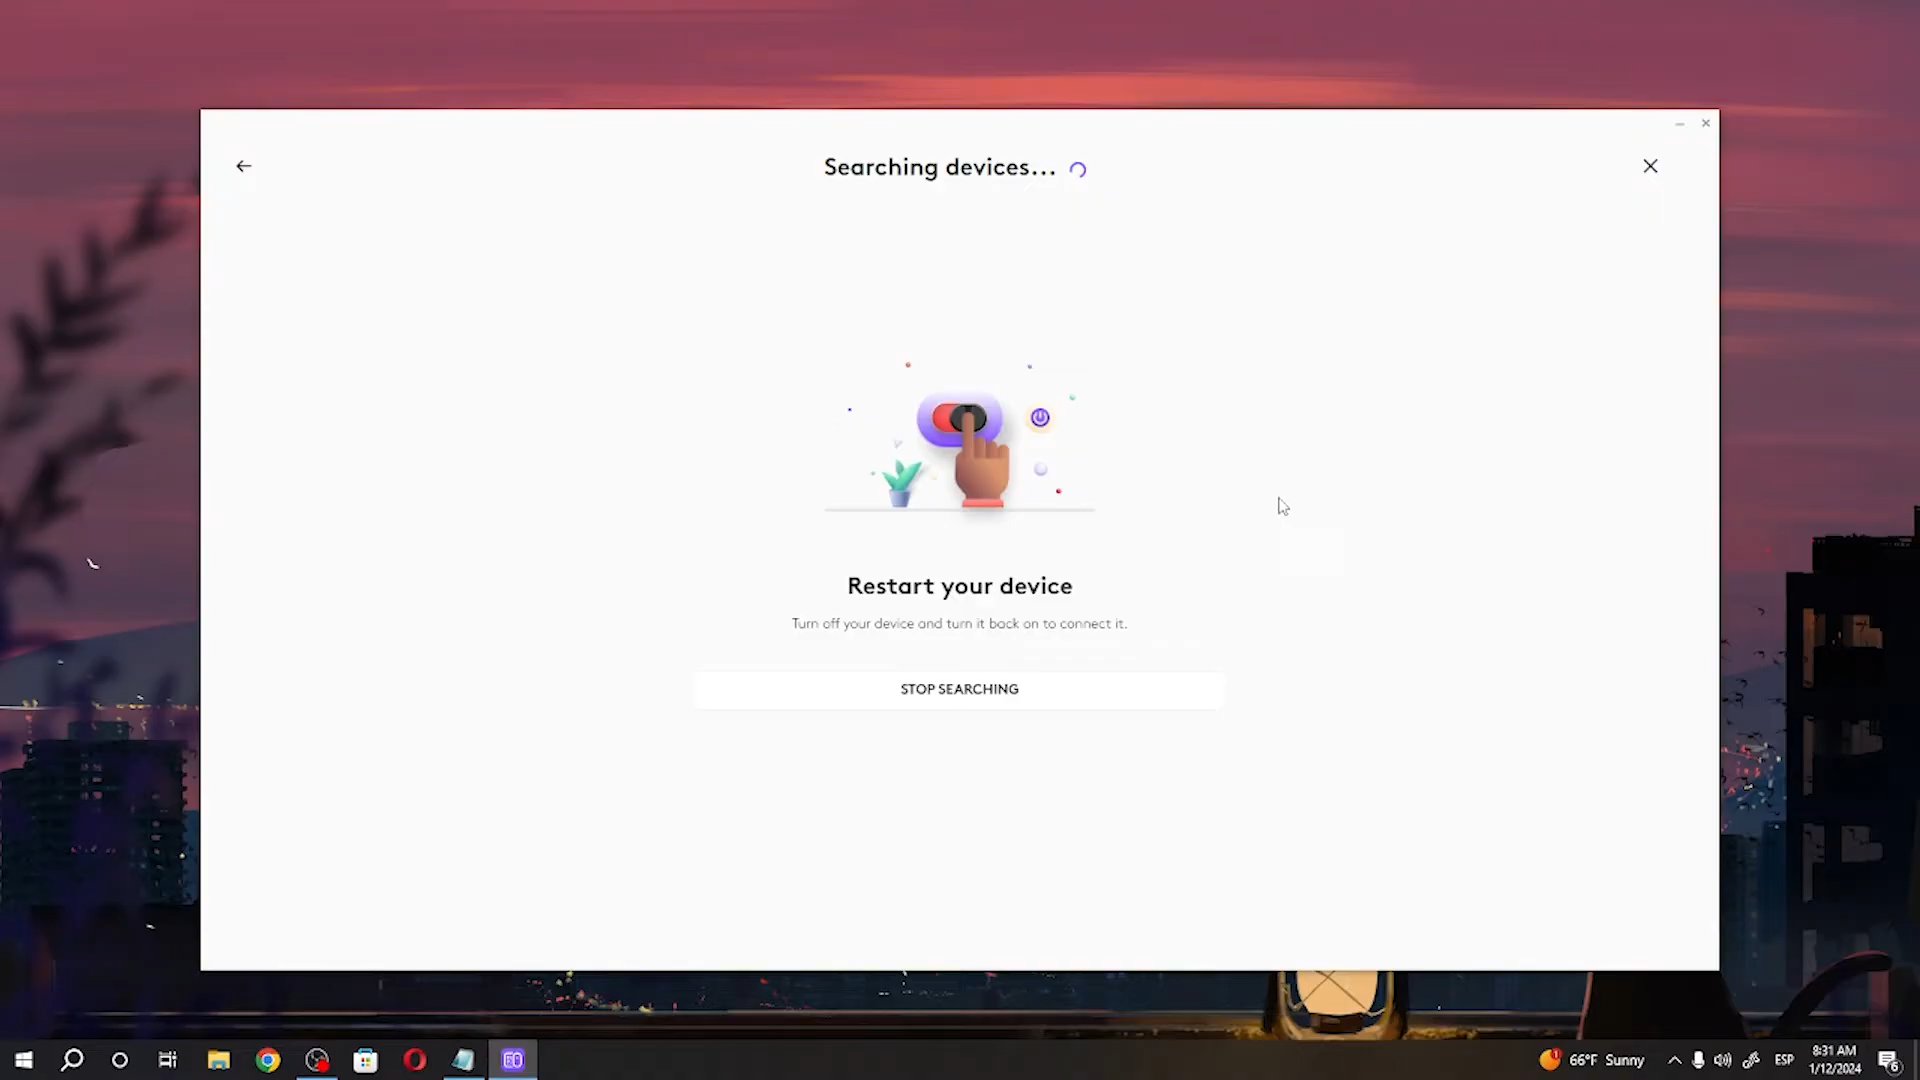 Searching devices...
Restart your device
Turn off your device and turn it back on to connect it.
STOP SEARCHING
66°F Sunny
ESP
8:31 AM
1/12/2024
6